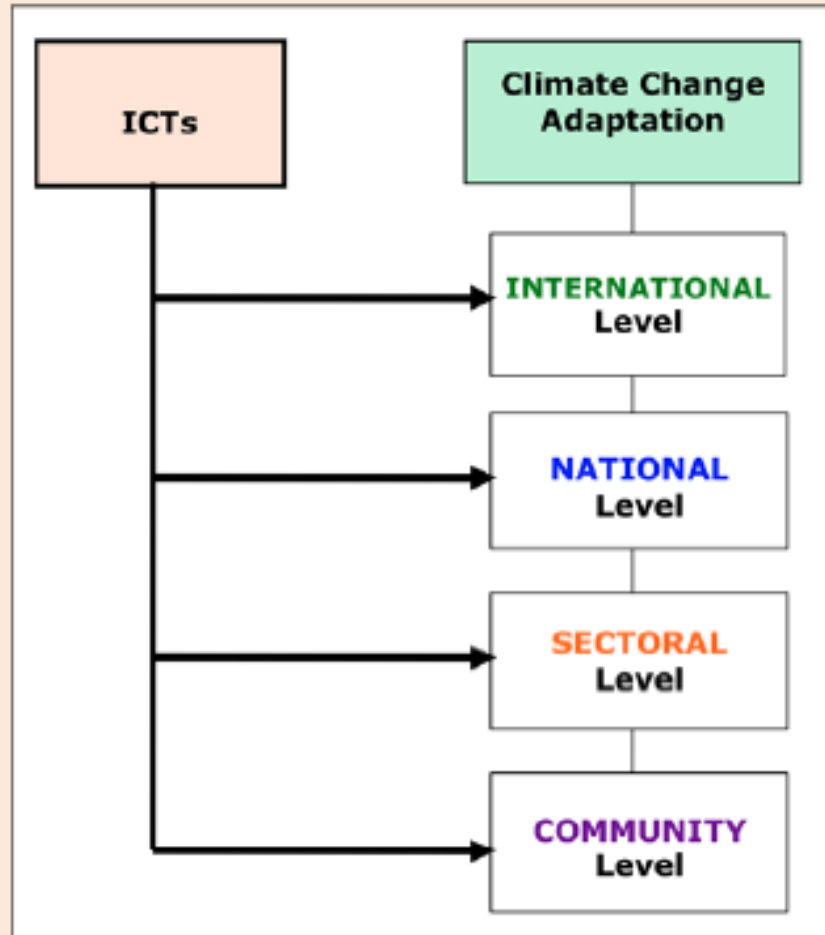 ICTs
Climate Change
Adaptation
INTERNATIONAL
Level
NATIONAL
Level
SECTORAL
Level
COMMUNITY
Level